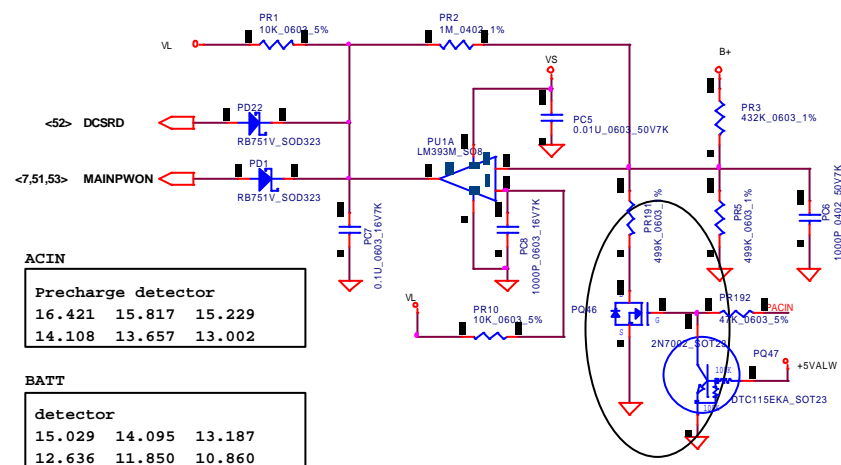 PR1
10K_0603_5%
PR2
1M_0402_1%
VL
VS
B+
PR3
432K_0603_1%
PC5
0.01U_0603_50V7K
<52> DCSRD
PD22
RB751V_SOD323
PU1A
LM393M_SO8
<7,51,53> MAINPWON
PD1
RB751V_SOD323
PC7
0.1U_0603_16V7K
PC8
1000P_0603_16V7K
PR191
499K_0603_1%
PR5
499K_0603_1%
PC6
1000P_0402_50V7K
VL
PR10
10K_0603_5%
PQ46
G
S
2N7002_SOT23
PR192
47K_0603_5%
PACIN
PQ47
+5VALW
100K
100K
DTC115EKA_SOT23
ACIN
Precharge detector
16.421 15.817 15.229
14.108 13.657 13.002
BATT
detector
15.029 14.095 13.187
12.636 11.850 10.860